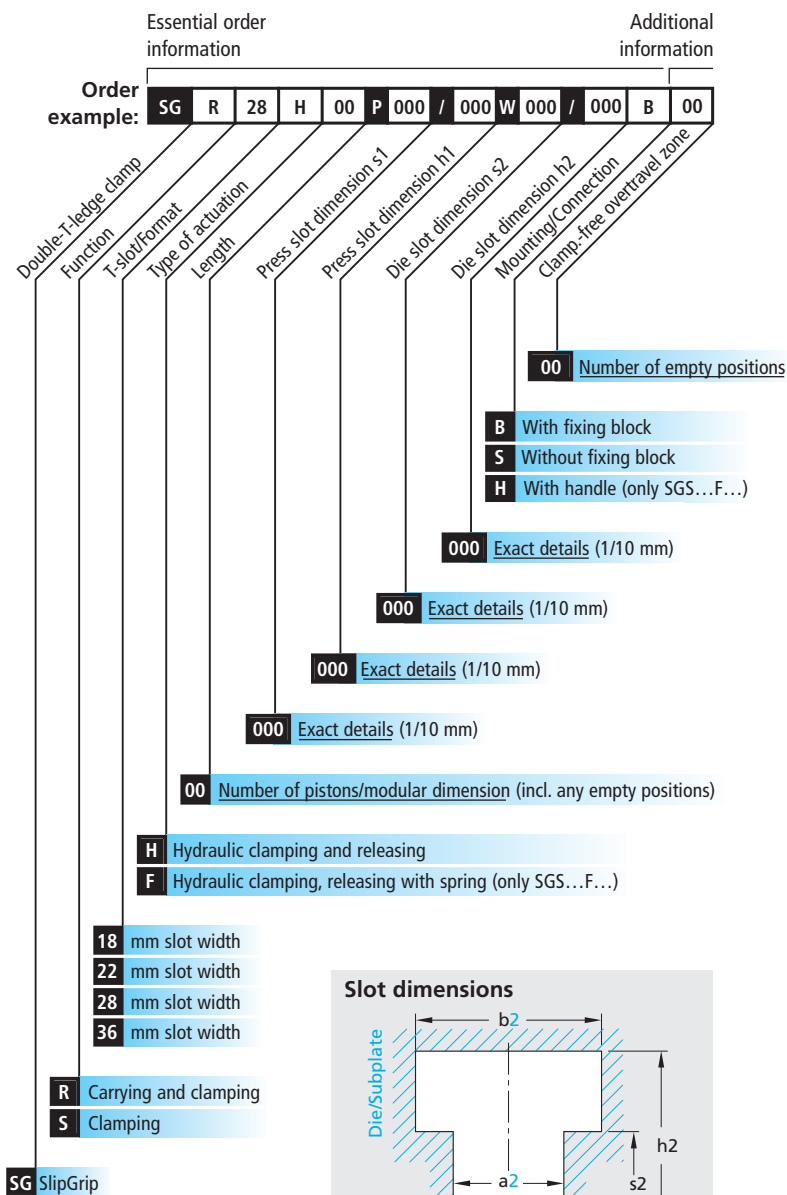 Essential order
information
Additional
information
Order
example:
SG R 28 H 00 P 000 / 000 W 000 / 000 B 00
Double-T-ledge clamp
Function
T-slot/Format
Type of actuation
Length
Press slot dimension s1
Press slot dimension h1
Die slot dimension s2
Die slot dimension h2
Mounting/Connection
Clamp-free overtravel zone
00 Number of empty positions
B With fixing block
S Without fixing block
H With handle (only SGS…F…)
000 Exact details (1/10 mm)
000 Exact details (1/10 mm)
000 Exact details (1/10 mm)
000 Exact details (1/10 mm)
00 Number of pistons/modular dimension (incl. any empty positions)
H Hydraulic clamping and releasing
F Hydraulic clamping, releasing with spring (only SGS…F…)
18 mm slot width
22 mm slot width
28 mm slot width
36 mm slot width
R Carrying and clamping
S Clamping
SG SlipGrip
Slot dimensions
b2
Die/Subplate
h2
a2
s2